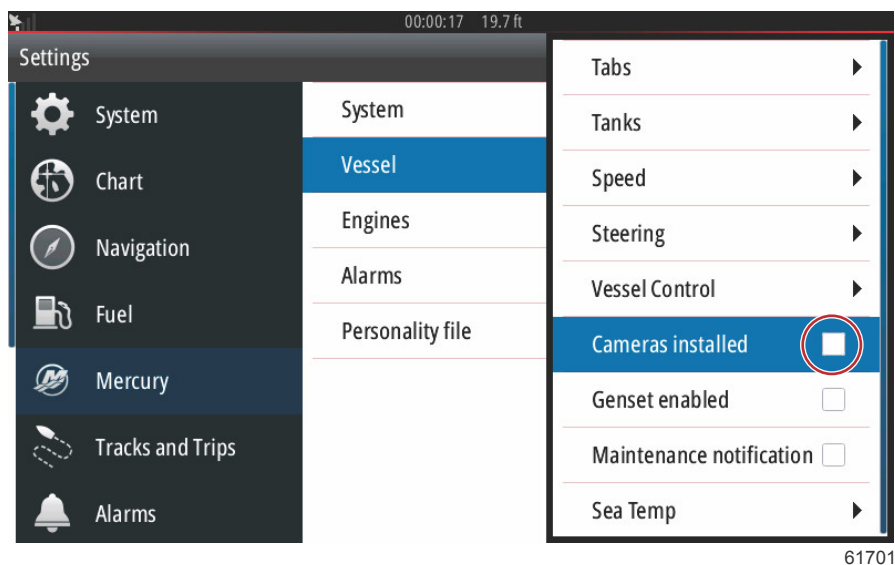 00:00:17 19.7 ft
Settings
System
Chart
Navigation
Fuel
Mercury
Tracks and Trips
Alarms
System
Vessel
Engines
Alarms
Personality file
Tabs
Tanks
Speed
Steering
Vessel Control
Cameras installed
Genset enabled
Maintenance notification
Sea Temp
61701